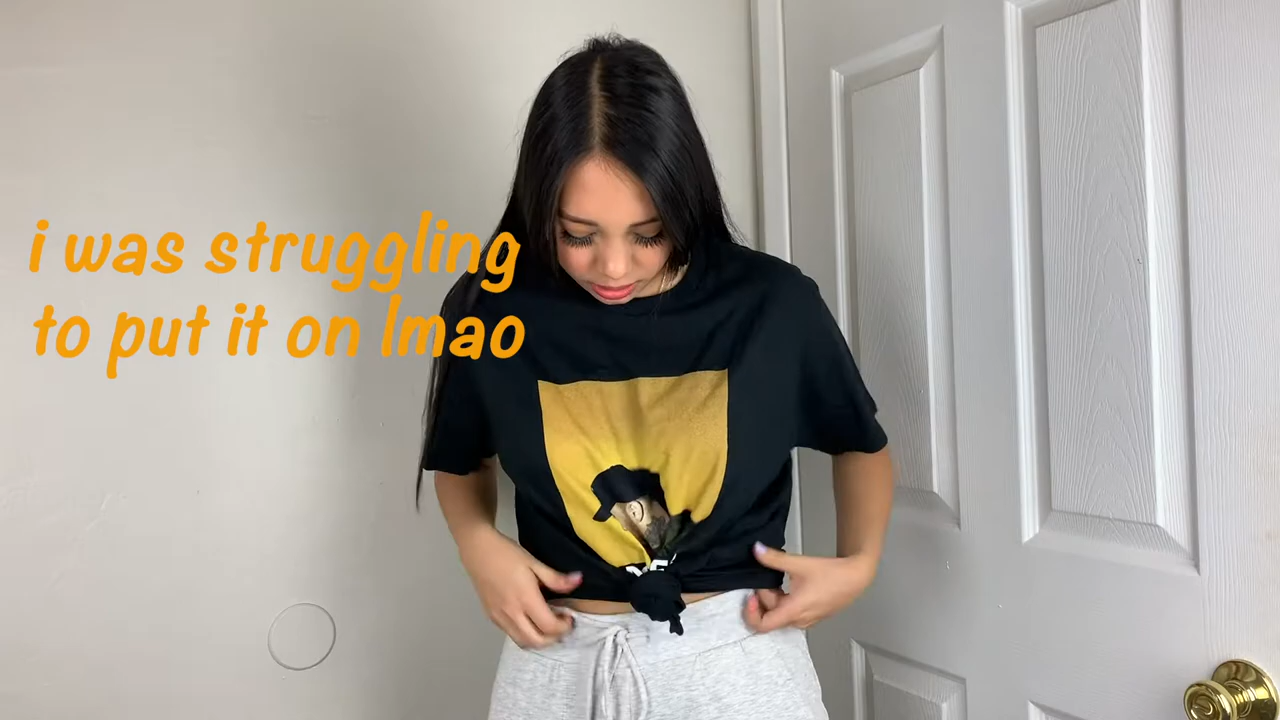 i was struggling
to put it on lmao